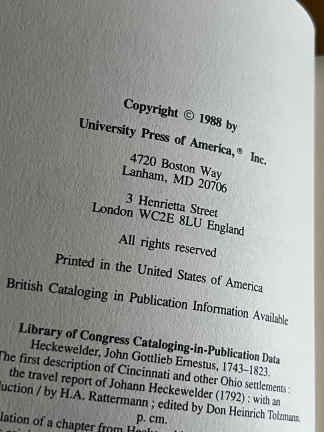 Copyright © 1988 by
University Press of America,® Inc.
4720 Boston Way
Lanham, MD 20706
3 Henrietta Street
London WC2E 8LU England
All rights reserved
Printed in the United States of America
British Cataloging in Publication Information Available
Library of Congress Cataloging-in-Publication Data
Heckewelder, John Gottlieb Ernestus, 1743-1823.
The first description of Cincinnati and other Ohio settlements :
the travel report of Johann Heckewelder (1792) : with an
uction / by H.A. Rattermann ; edited by Don Heinrich Tolzmann.
p. cm.
lation of a chapter from